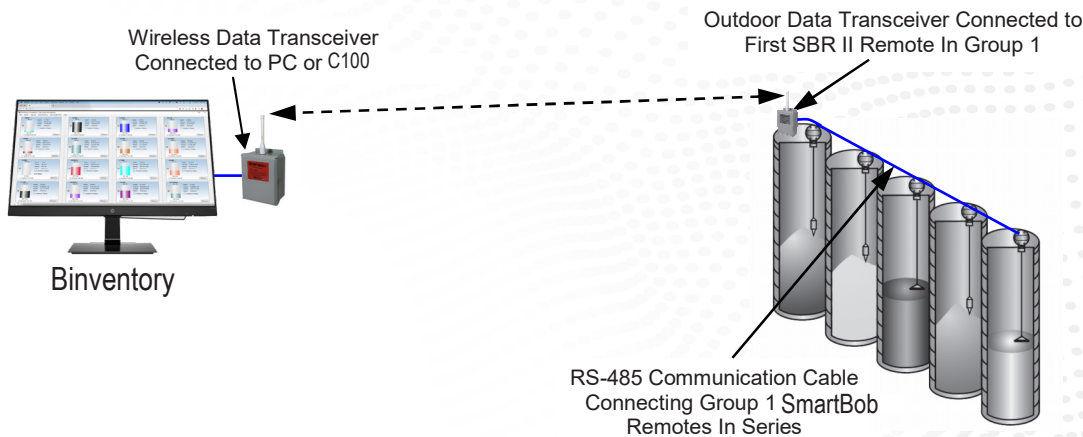 Wireless Data Transceiver
Connected to PC or C100
Outdoor Data Transceiver Connected to
First SBR II Remote In Group 1
Binventory
RS-485 Communication Cable
Connecting Group 1 SmartBob
Remotes In Series